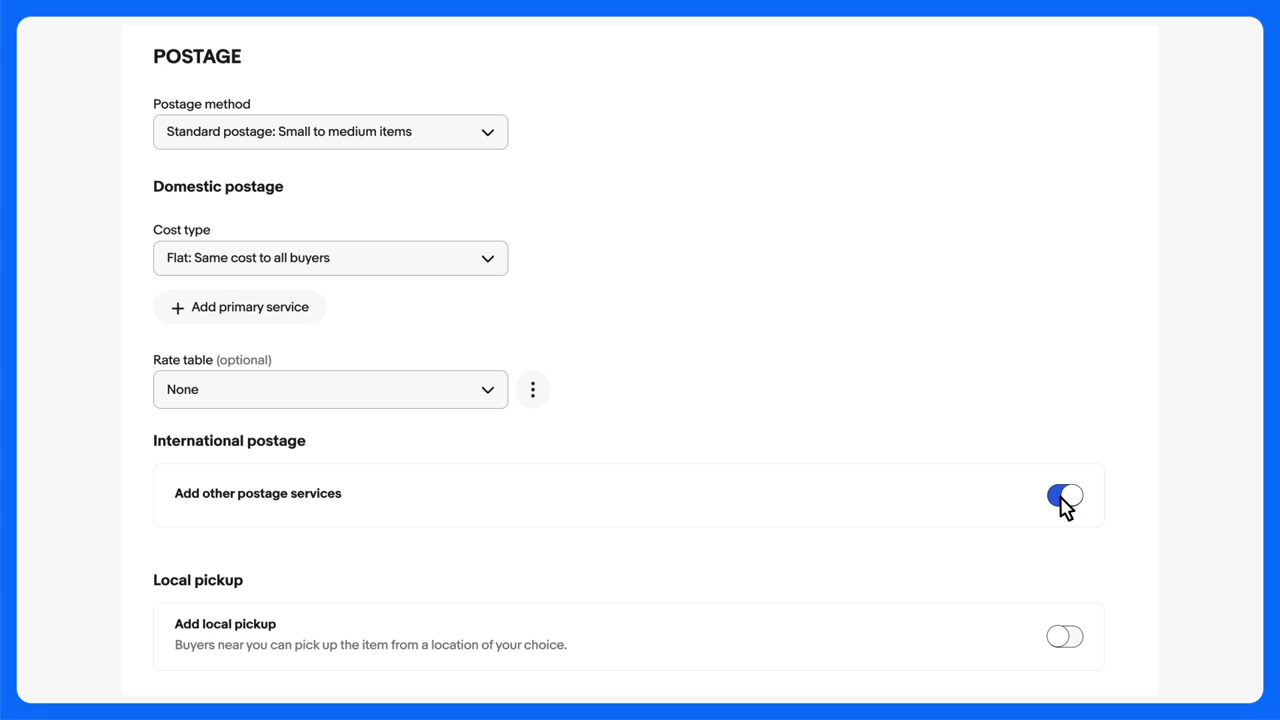 POSTAGE
Postage method
Standard postage: Small to medium items
Domestic postage
Cost type
Flat: Same cost to all buyers
Add primary service
Rate table (optional)
None
International postage
Add other postage services
Local pickup
Add local pickup
Buyers near you can pick up the item from a location of your choice.